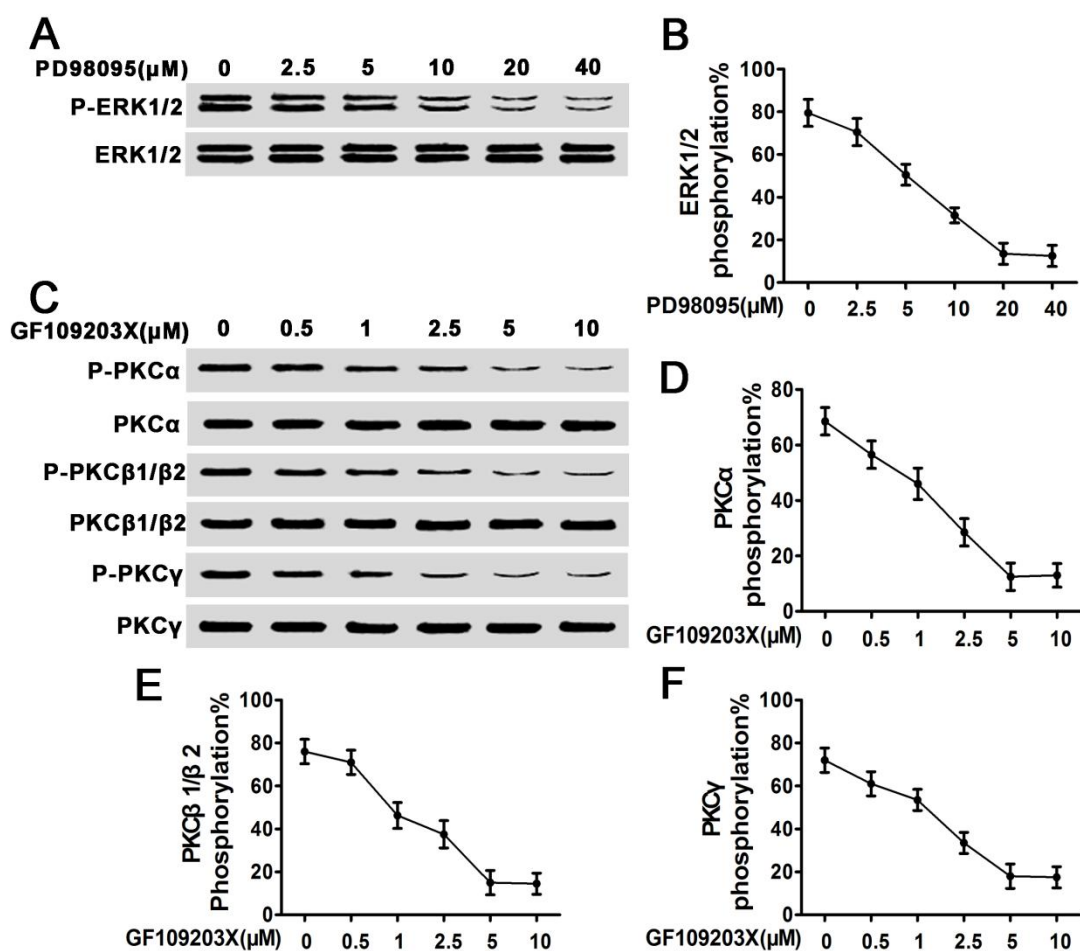 A
PD98095(μM) 0 2.5 5 10 20 40
P-ERK1/2
ERK1/2
B
ERK1/2
phosphorylation%
100
80
60
40
20
0
PD98095(μM) 0 2.5 5 10 20 40
C
GF109203X(μM) 0 0.5 1 2.5 5 10
P-PKCα
PKCα
P-PKCβ1/β2
PKCβ1/β2
P-PKCγ
PKCγ
D
PKCα
phosphorylation%
80
60
40
20
0
GF109203X(μM) 0 0.5 1 2.5 5 10
E
PKCβ 1/β 2
Phosphorylation%
100
80
60
40
20
0
GF109203X(μM) 0 0.5 1 2.5 5 10
F
PKCγ
phosphorylation%
100
80
60
40
20
0
GF109203X(μM) 0 0.5 1 2.5 5 10